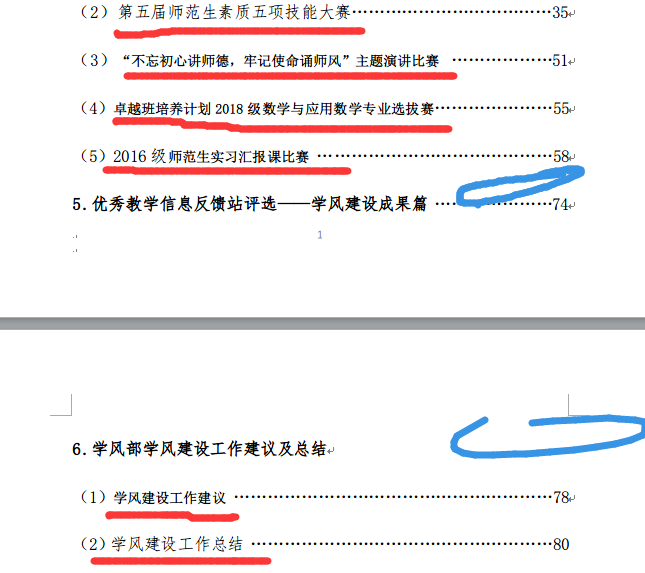 （2）第五届师范生素质五项技能大赛……………………………35
（3）“不忘初心讲师德，牢记使命诵师风”主题演讲比赛 ………………51
（4）卓越班培养计划 2018 级数学与应用数学专业选拔赛…………………55
（5）2016 级师范生实习汇报课比赛 …………………………………58
5.优秀教学信息反馈站评选——学风建设成果篇 ………………74
1
6.学风部学风建设工作建议及总结
（1）学风建设工作建议 ……………………………………………78
（2）学风建设工作总结 …………………………………………80